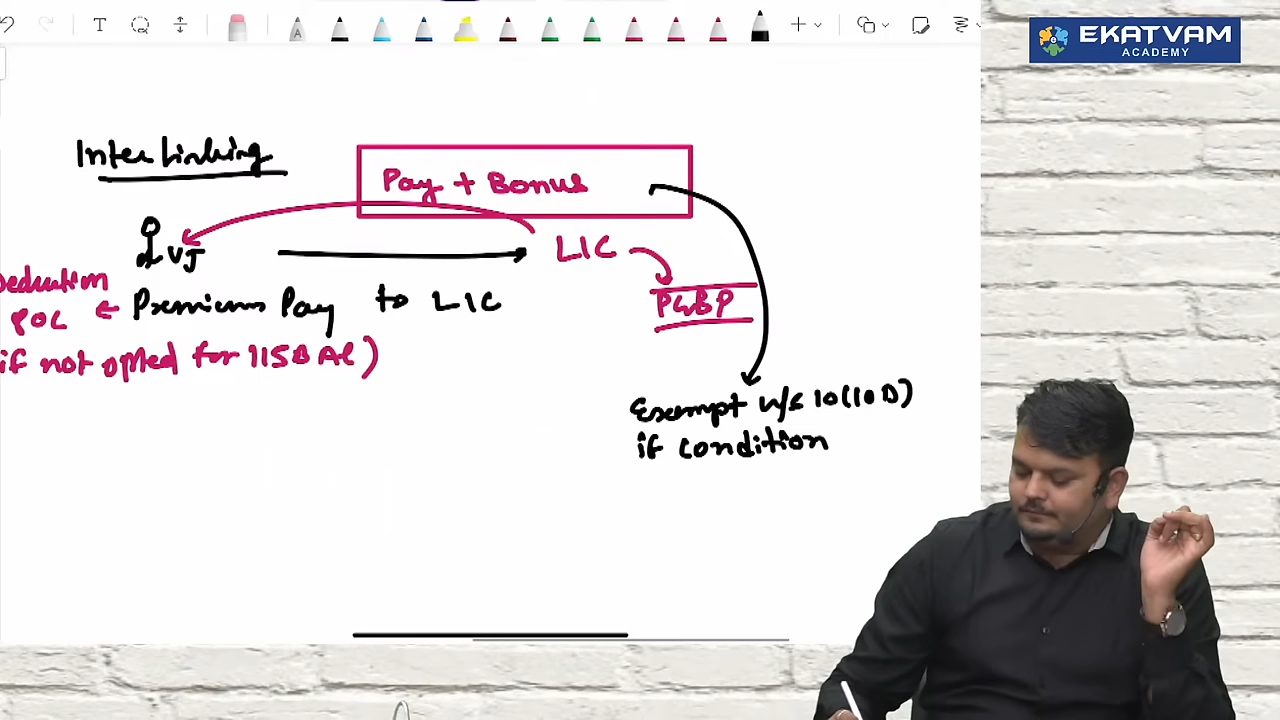 EKATVAM
ACADEMY
Inter Linking
Pay + Bonus
VJ
LIC
Deduction
80C ← Premium Pay to LIC
PGBP
if not opted for 115BAC)
Exempt u/s 10(10D)
if condition